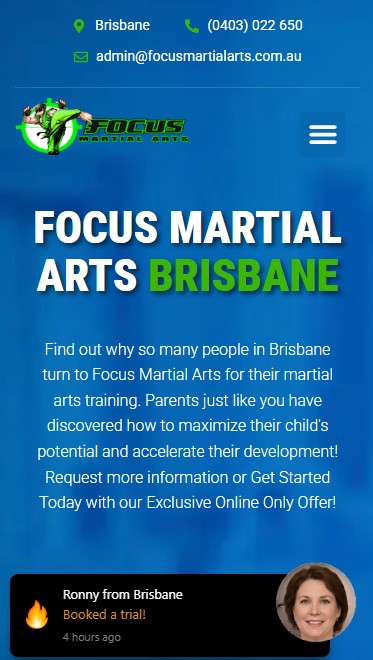 Brisbane (0403) 022 650
admin@focusmartialarts.com.au
FOCUS
MARTIAL ARTS
FOCUS MARTIAL
ARTS BRISBANE
Find out why so many people in Brisbane
turn to Focus Martial Arts for their martial
arts training. Parents just like you have
discovered how to maximize their child's
potential and accelerate their development!
Request more information or Get Started
Today with our Exclusive Online Only Offer!
Ronny from Brisbane
Booked a trial!
4 hours ago